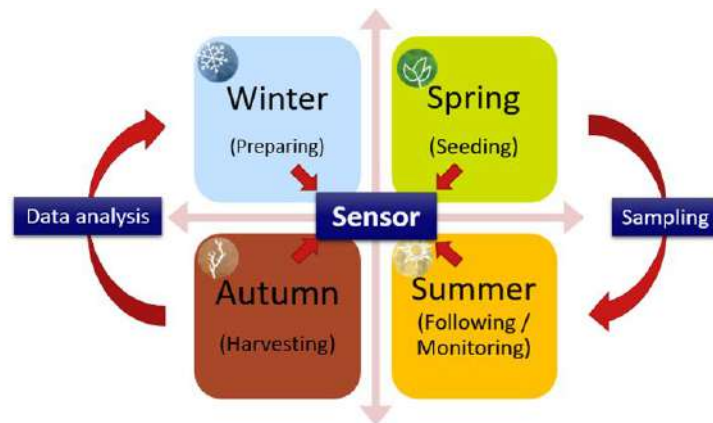 Winter
(Preparing)
Spring
(Seeding)
Data analysis
Sensor
Sampling
Autumn
(Harvesting)
Summer
(Following /
Monitoring)